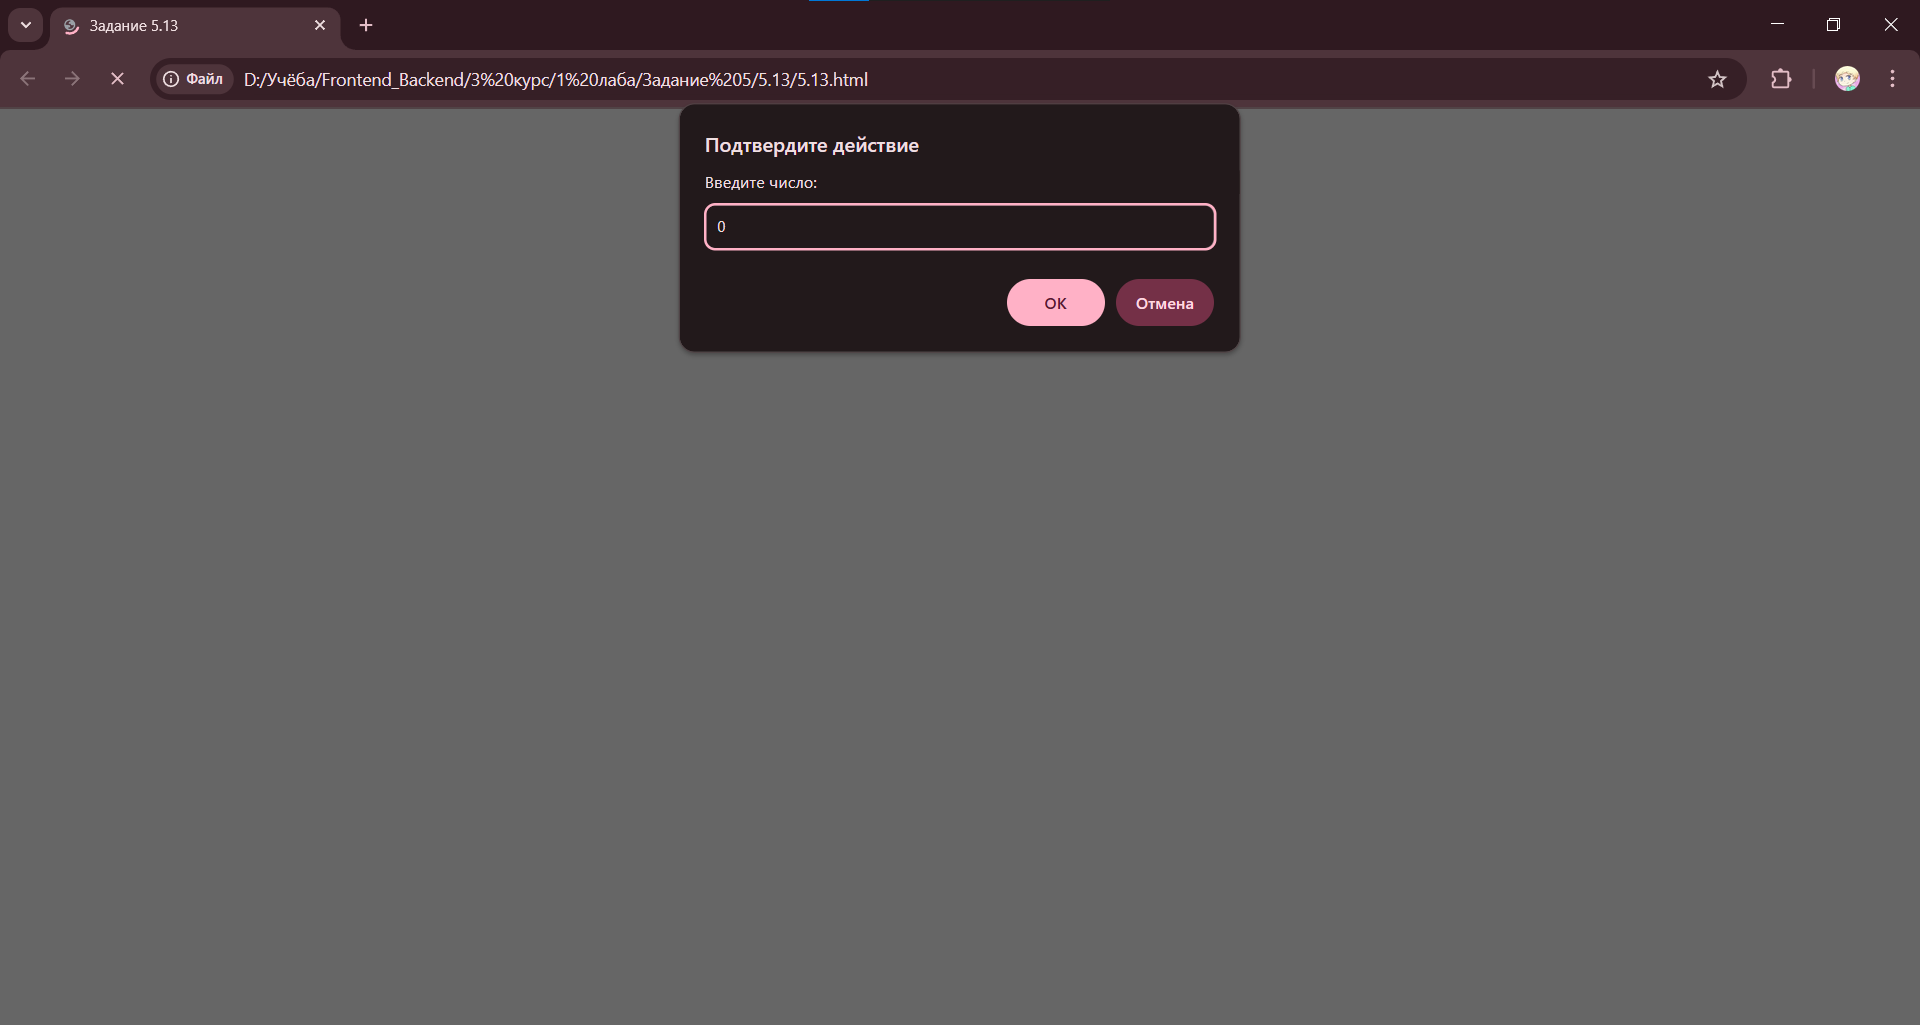 Задание 5.13
Файл D:/Учёба/Frontend_Backend/3%20курс/1%20лаба/Задание%205/5.13/5.13.html
Подтвердите действие
Введите число:
0
ОК Отмена